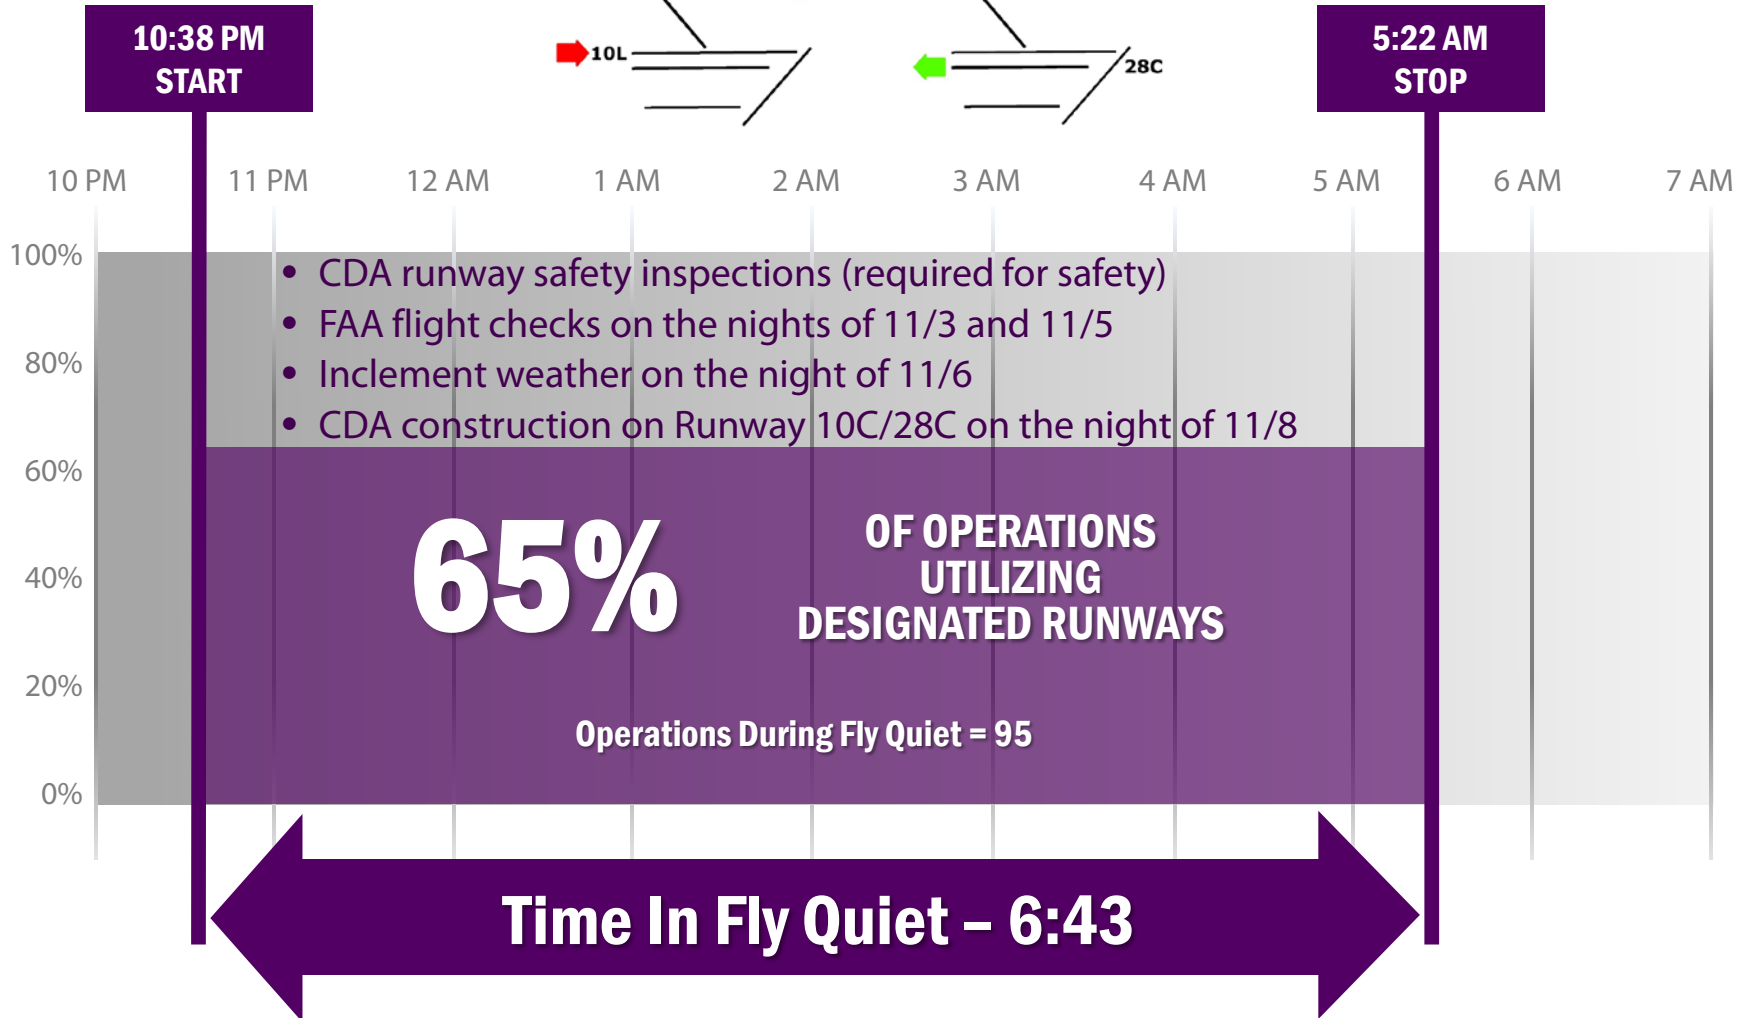 10:38 PM
START
10L
28C
5:22 AM
STOP
10 PM 11 PM 12 AM 1 AM 2 AM 3 AM 4 AM 5 AM 6 AM 7 AM
100%
80%
60%
40%
20%
0%
• CDA runway safety inspections (required for safety)
• FAA flight checks on the nights of 11/3 and 11/5
• Inclement weather on the night of 11/6
• CDA construction on Runway 10C/28C on the night of 11/8
65%
OF OPERATIONS
UTILIZING
DESIGNATED RUNWAYS
Operations During Fly Quiet = 95
Time In Fly Quiet – 6:43